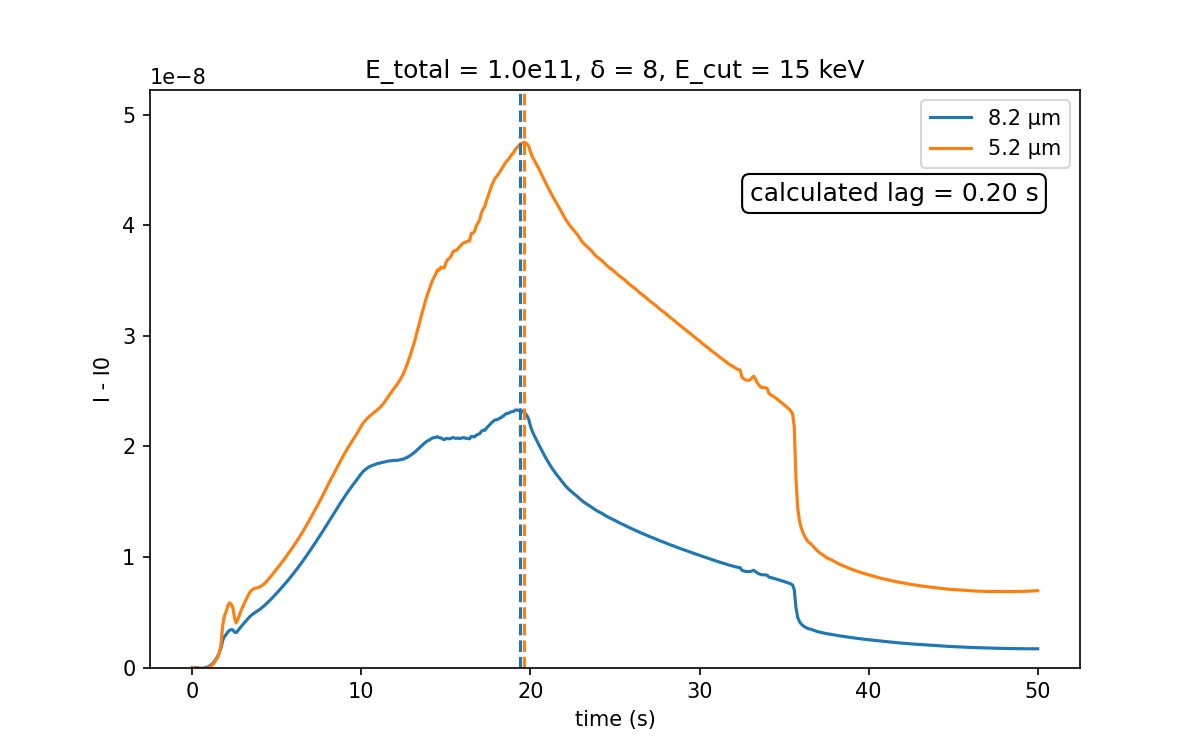 E_total = 1.0e11, δ = 8, E_cut = 15 keV
1e−8
8.2 μm
5.2 μm
calculated lag = 0.20 s
5
4
3
2
1
0
I - I0
0 10 20 30 40 50
time (s)